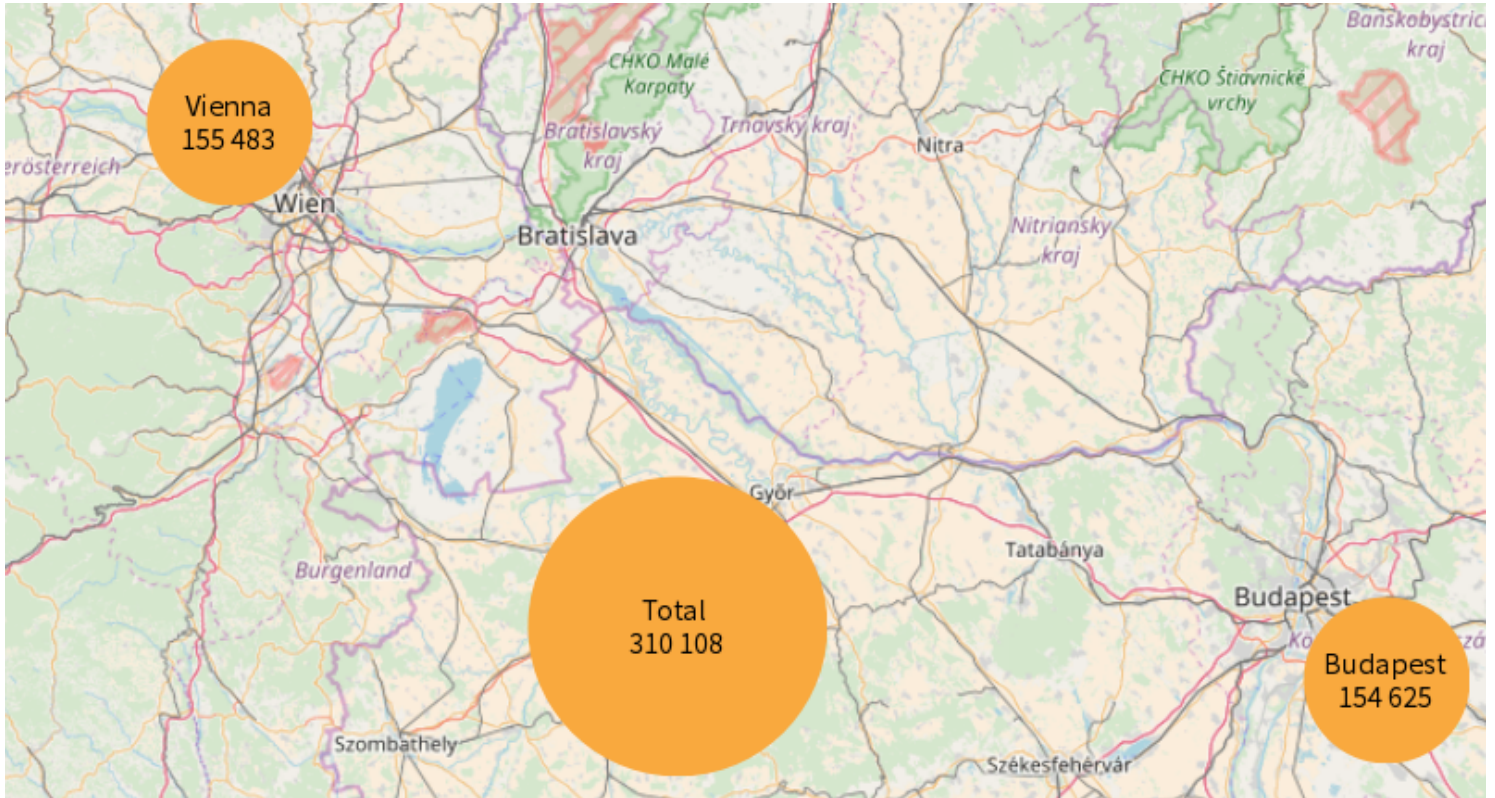 Banskobystrick
kraj
CHKO Malé
Karpaty
CHKO Štiavnické
vrchy
Vienna
155 483
Bratislavský
kraj
Trnavský kraj
Nitra
erösterreich
Wien
Bratislava
Nitriansky
kraj
Győr
Tatabánya
Burgenland
Budapest
Total
310 108
Budapest
154 625
Szombathely
Székesfehérvár